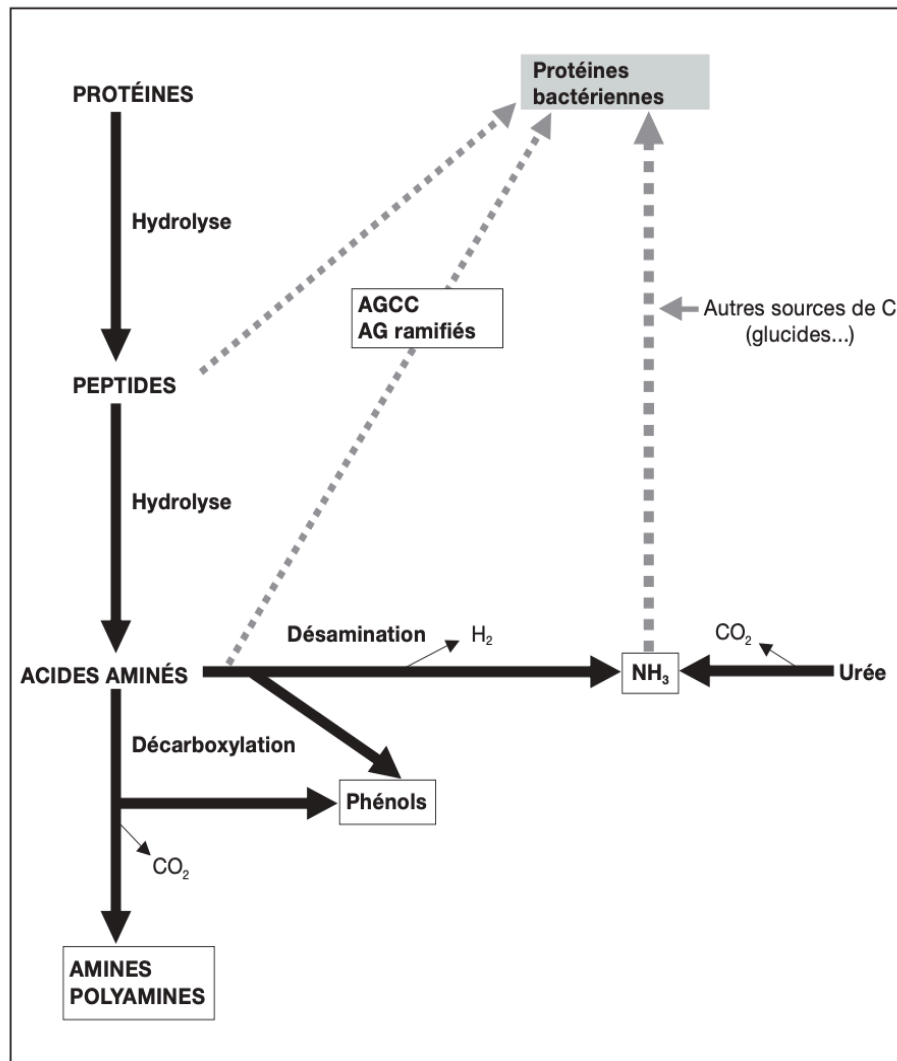 PROTÉINES
Protéines
bactériennes
Hydrolyse
AGCC
AG ramifiés
Autres sources de C
(glucides...)
PEPTIDES
Hydrolyse
Désamination
H₂
CO₂
ACIDES AMINÉS
NH₃
Urée
Décarboxylation
Phénols
CO₂
AMINES
POLYAMINES